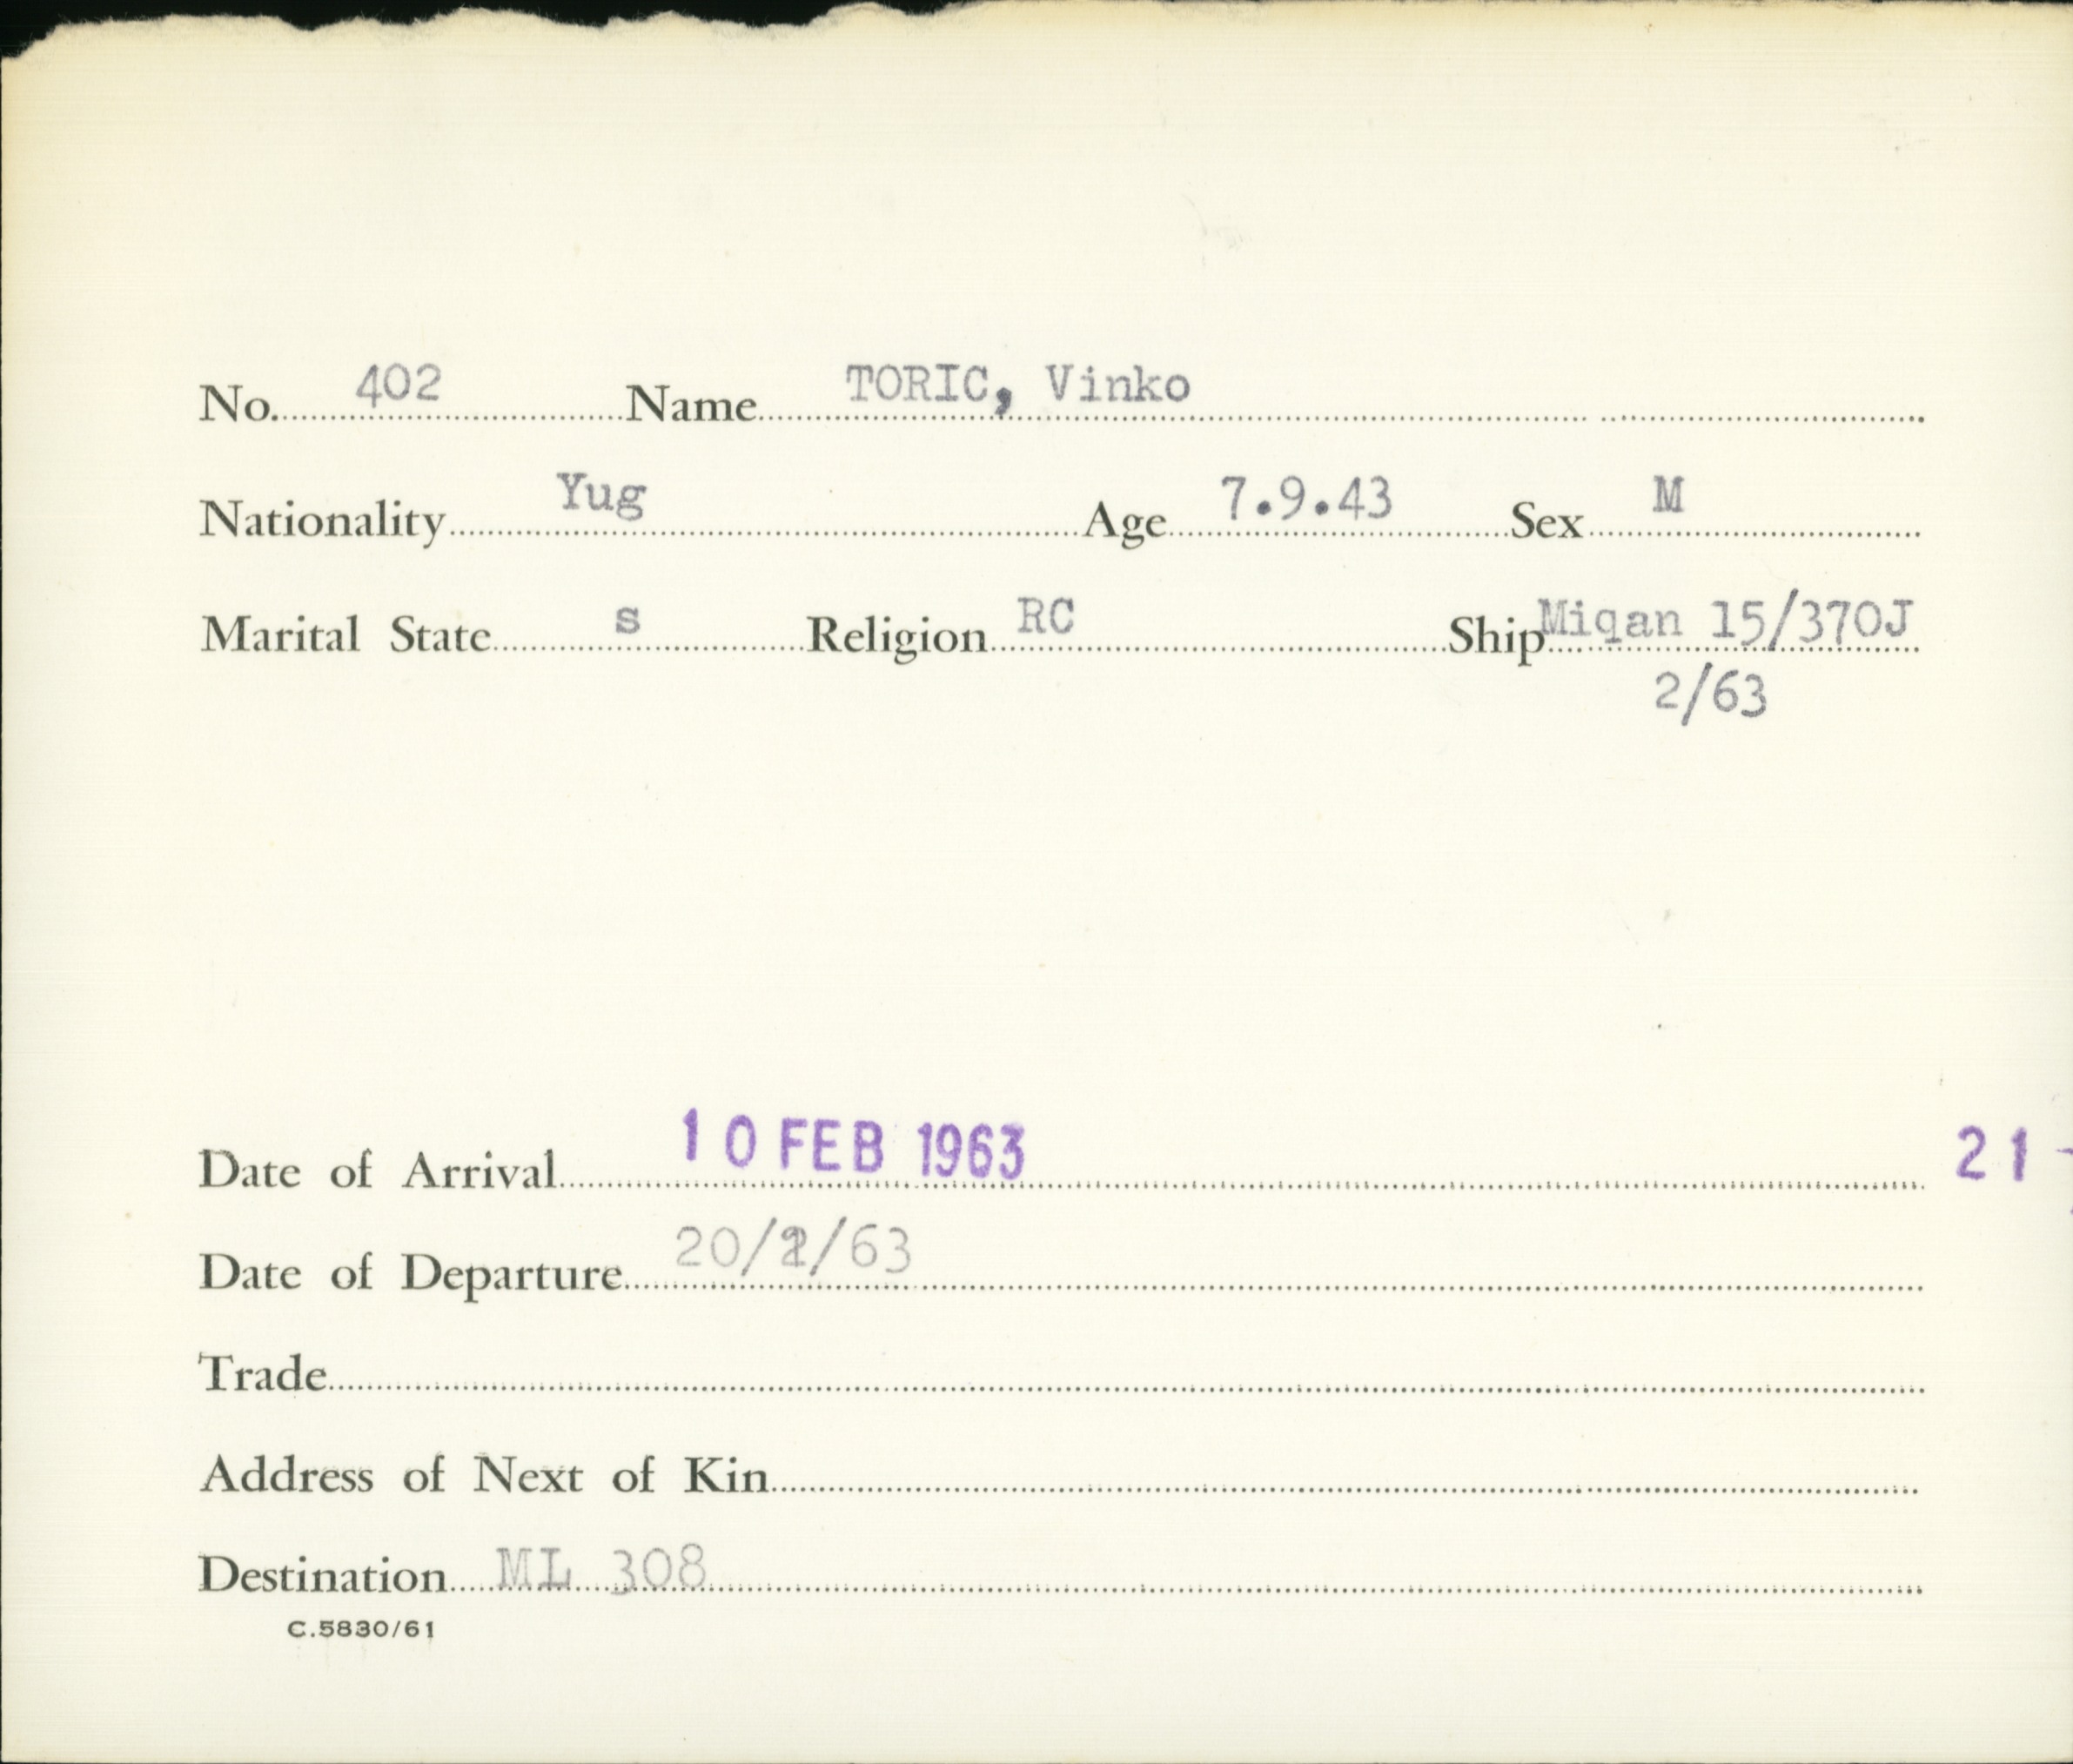 No. 402 Name TORIC, Vinko
Nationality Yug Age 7.9.43 Sex M
Marital State s Religion RC Ship Miqan 15/370J
2/63
Date of Arrival 10 FEB 1963 21
Date of Departure 20/2/63
Trade
Address of Next of Kin
Destination ML 308
C.5830/61